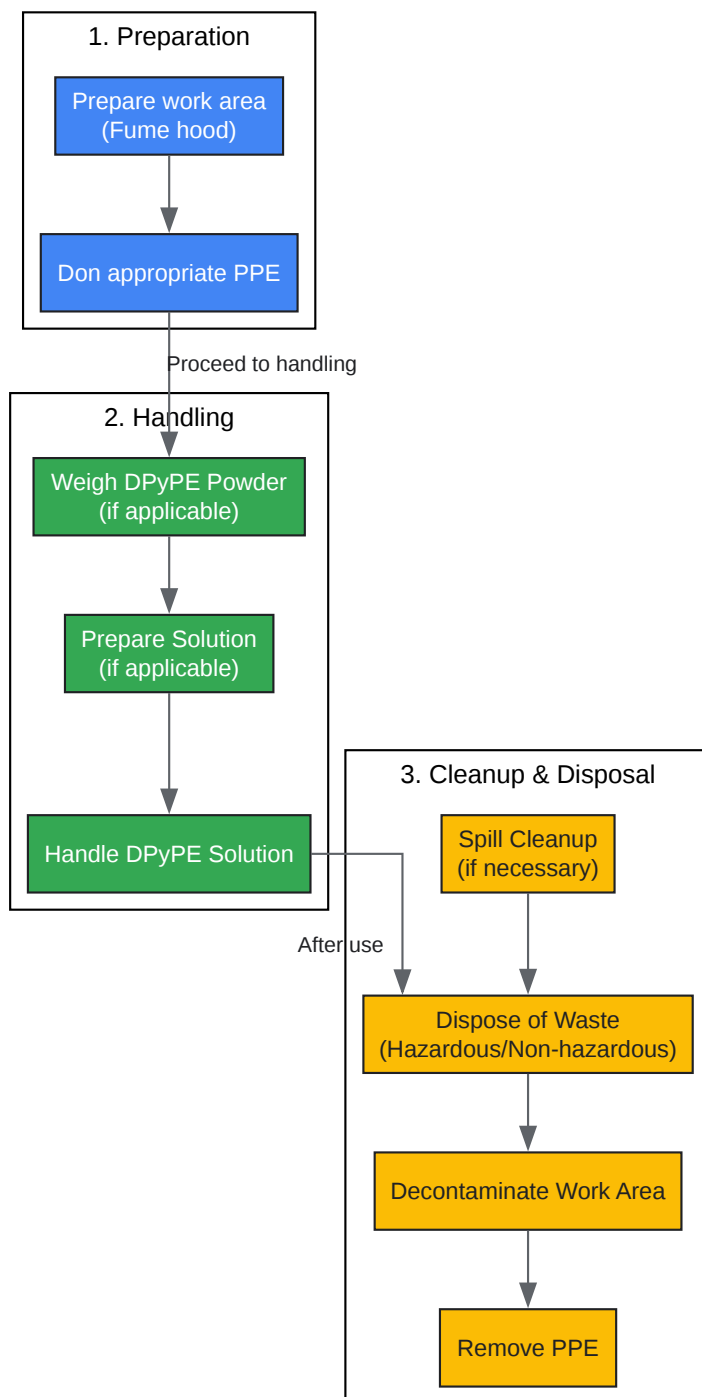 1. Preparation
Prepare work area
(Fume hood)
Don appropriate PPE
Proceed to handling
2. Handling
Weigh DPyPE Powder
(if applicable)
Prepare Solution
(if applicable)
Handle DPyPE Solution
After use
3. Cleanup & Disposal
Spill Cleanup
(if necessary)
Dispose of Waste
(Hazardous/Non-hazardous)
Decontaminate Work Area
Remove PPE